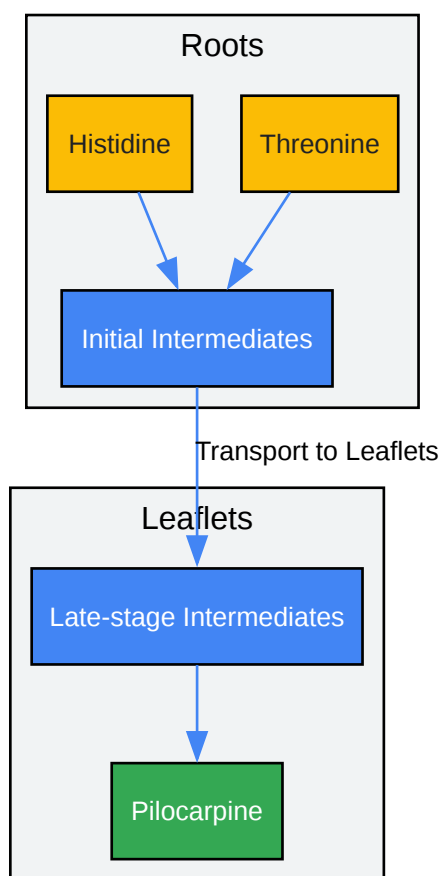 Roots
Histidine
Threonine
Initial Intermediates
Transport to Leaflets
Leaflets
Late-stage Intermediates
Pilocarpine